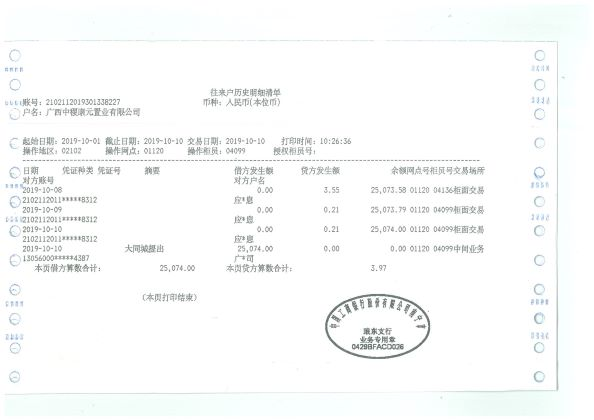 往来户历史明细清单
账号：2102112019301338227 币种：人民币(本位币)
户名：广西中稷康元置业有限公司
起始日期：2019-10-01 截止日期：2019-10-10 交易日期：2019-10-10 打印时间：10:26:36
操作地区：02102 操作网点：01120 操作柜员：04099 授权柜员号：
日期 凭证种类 凭证号 摘要 借方发生额 贷方发生额 余额网点号柜员号交易场所
对方账号 对方户名
2019-10-08 0.00 3.55 25,073.58 01120 04136柜面交易
2102112011*****8312 应*息
2019-10-09 0.00 0.21 25,073.79 01120 04099柜面交易
2102112011*****8312 应*息
2019-10-10 0.00 0.21 25,074.00 01120 04099柜面交易
2102112011*****8312 应*息
2019-10-10 大同城提出 25,074.00 0.00 0.00 01120 04099中间业务
13056000*****4387 广*司
本页借方算数合计： 25,074.00 本页贷方算数合计： 3.97
(本页打印结束)
中国工商银行股份有限公司南宁市
琅东支行
业务专用章
0429BFACD026